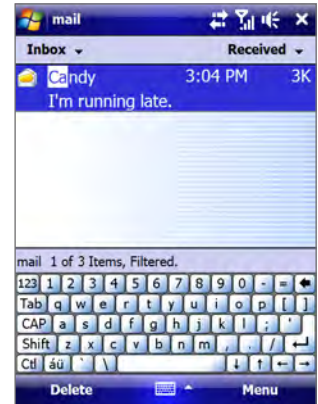 mail
Inbox Received
Candy 3:04 PM 3K
I'm running late.
mail 1 of 3 Items, Filtered.
123 1 2 3 4 5 6 7 8 9 0 - =
Tab q w e r t y u i o p [ ]
CAP a s d f g h j k l ; '
Shift z x c v b n m , . /
Ctl áü ` \
Delete Menu